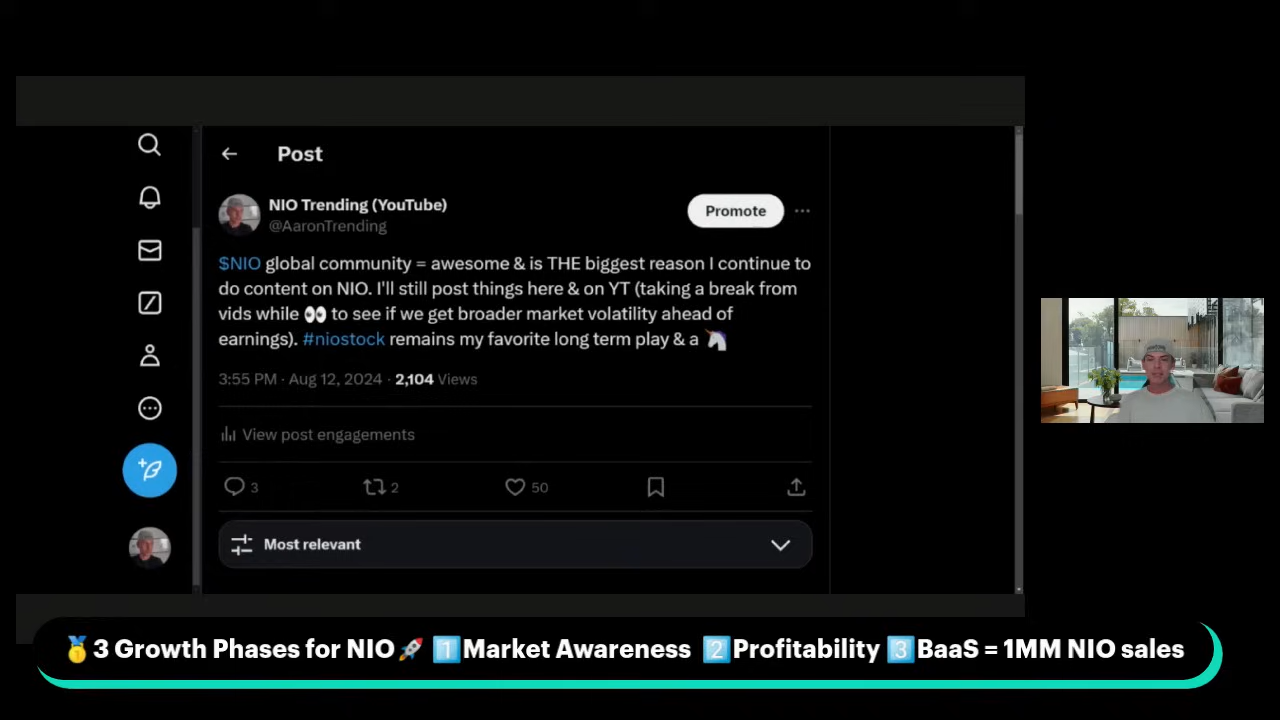 Post
NIO Trending (YouTube)
@AaronTrending
Promote
$NIO global community = awesome & is THE biggest reason I continue to
do content on NIO. I'll still post things here & on YT (taking a break from
vids while 👀 to see if we get broader market volatility ahead of
earnings). #niostock remains my favorite long term play & a 🦄
3:55 PM · Aug 12, 2024 · 2,104 Views
View post engagements
3 2 50
Most relevant
🥇3 Growth Phases for NIO🚀 1️⃣Market Awareness 2️⃣Profitability 3️⃣BaaS = 1MM NIO sales